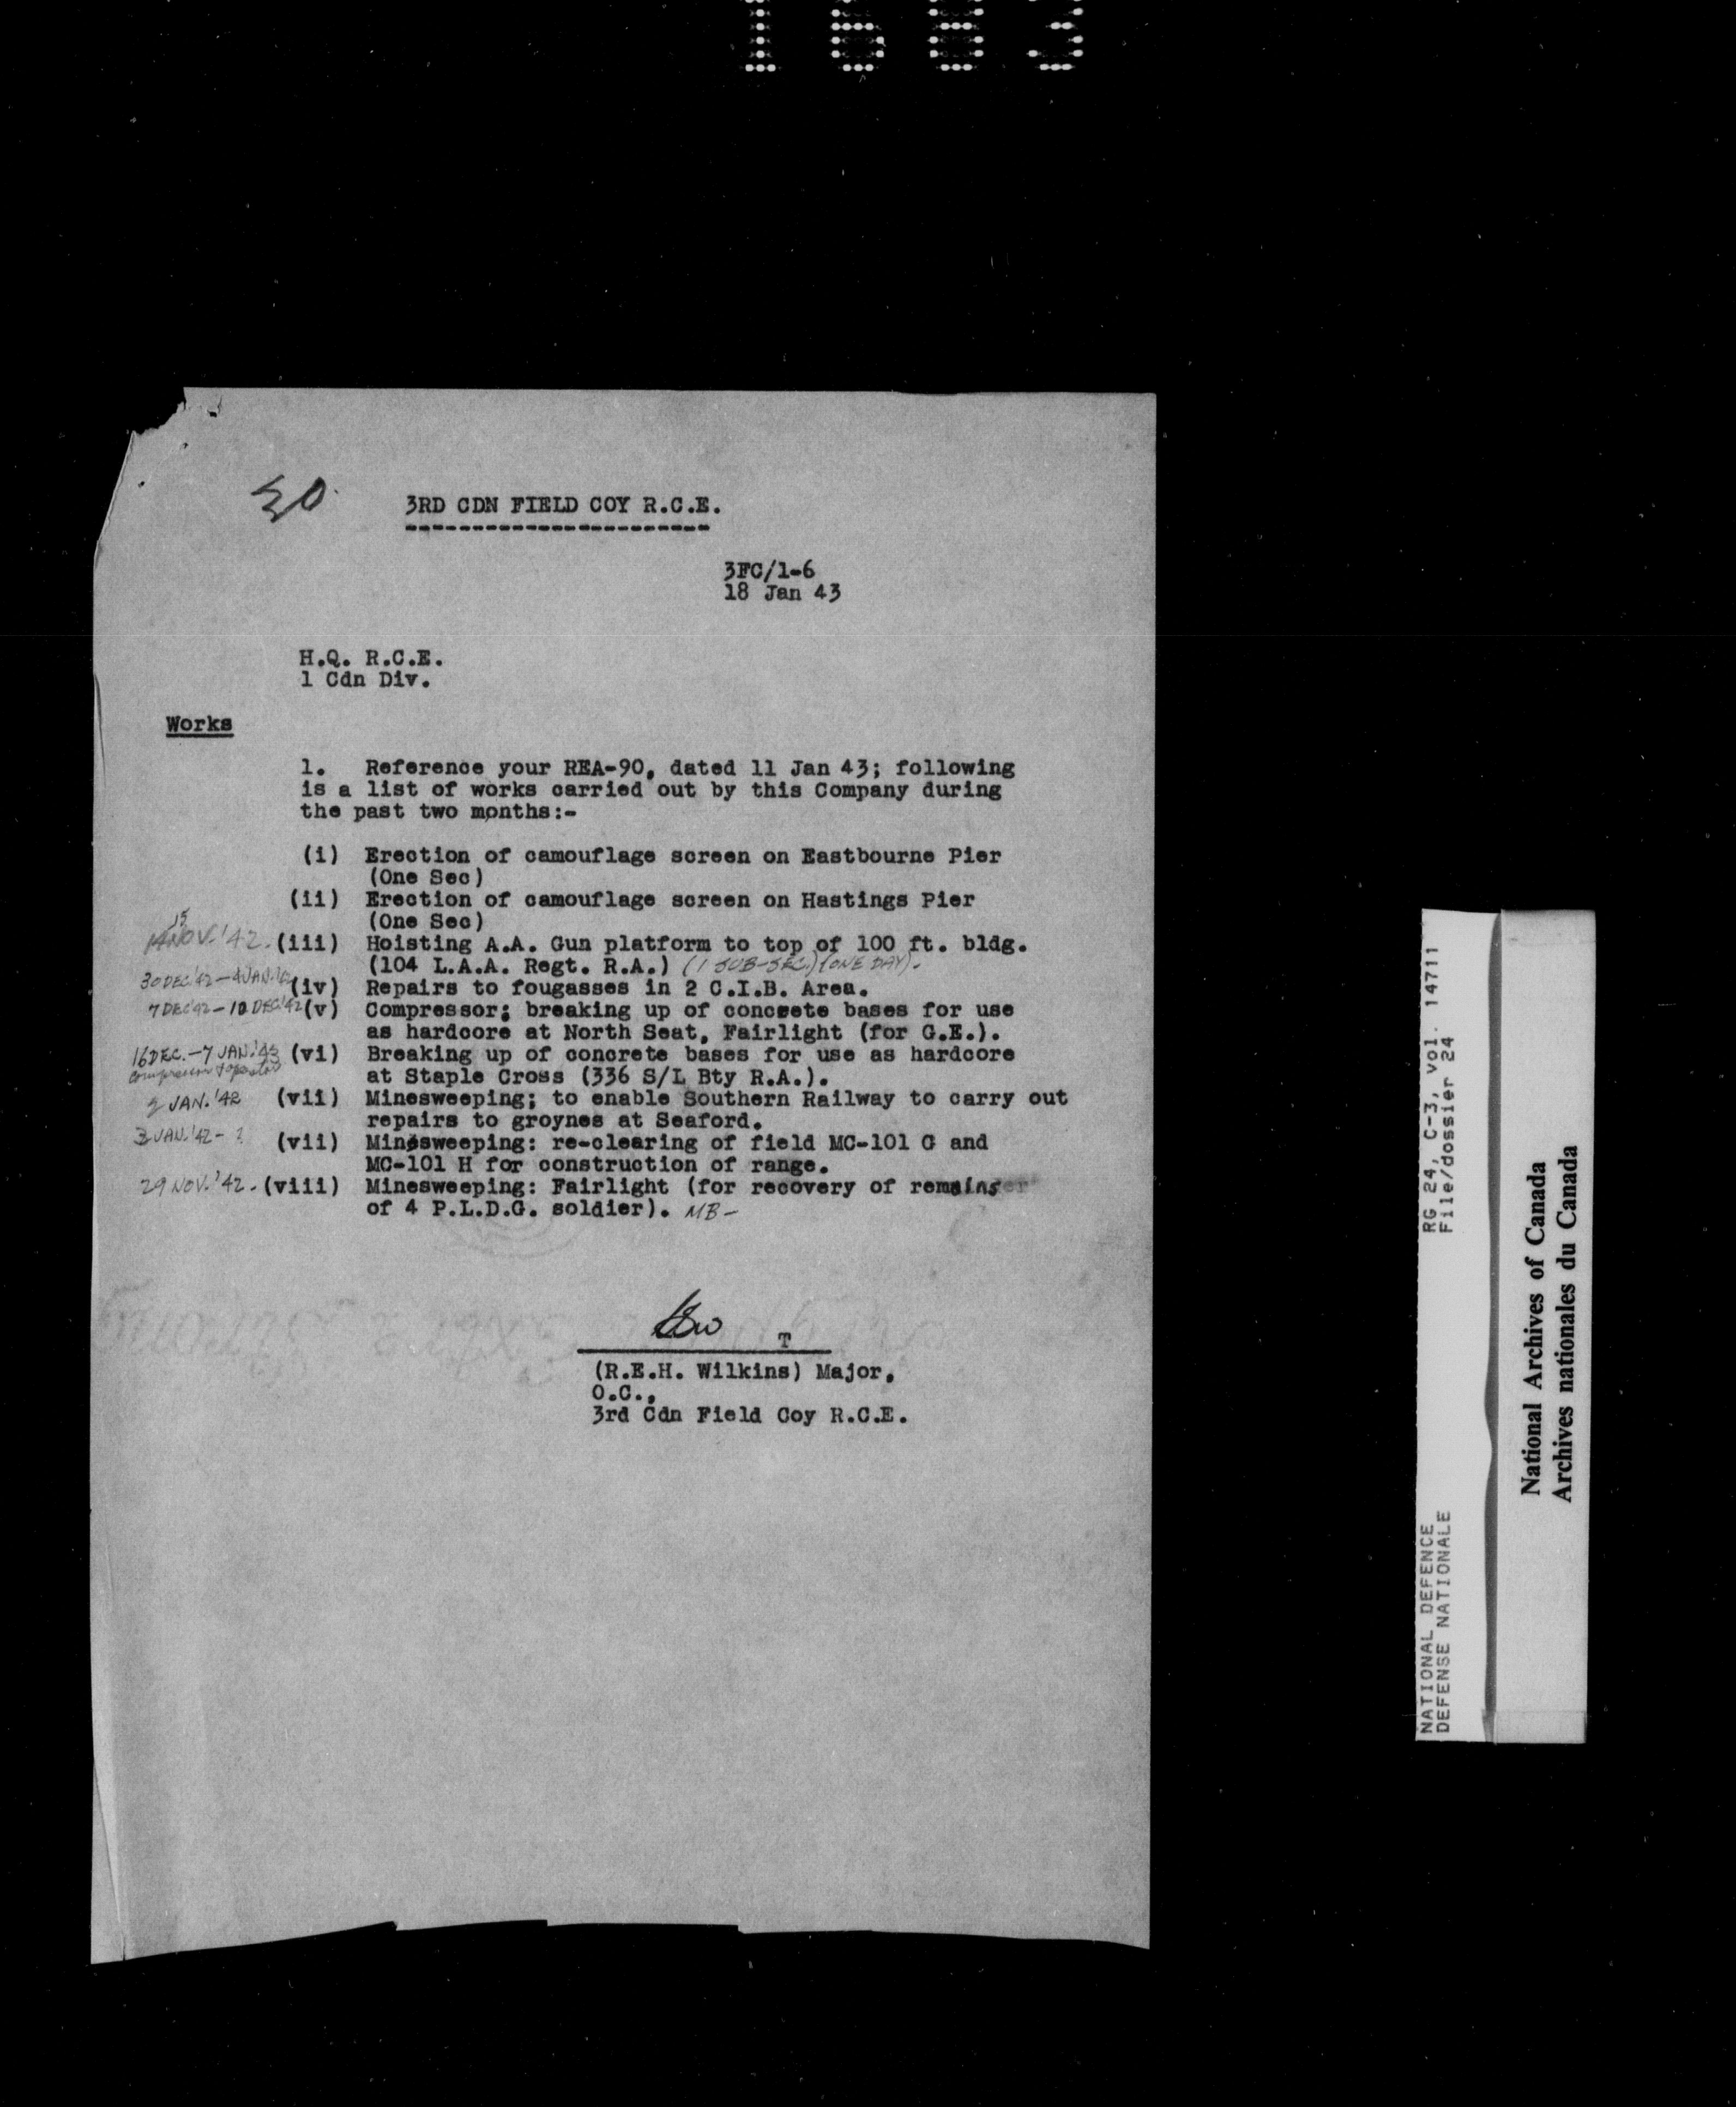 1683
30
3RD CDN FIELD COY R.C.E.
3FC/1-6
18 Jan 43
H.Q. R.C.E.
1 Cdn Div.
Works
1. Reference your REA-90, dated 11 Jan 43; following
is a list of works carried out by this Company during
the past two months:-
(i) Erection of camouflage screen on Eastbourne Pier
(One Sec)
(ii) Erection of camouflage screen on Hastings Pier
(One Sec)
15 NOV. '42. (iii) Hoisting A.A. Gun platform to top of 100 ft. bldg.
(104 L.A.A. Regt. R.A.) (1 SUB-SEC.) (ONE DAY).
30 DEC '42 - 4 JAN. (iv) Repairs to fougasses in 2 C.I.B. Area.
7 DEC '42 - 10 DEC '42 (v) Compressor; breaking up of concrete bases for use
as hardcore at North Seat, Fairlight (for G.E.).
16 DEC. - 7 JAN. '43 (vi) Breaking up of concrete bases for use as hardcore
compressor & operator at Staple Cross (336 S/L Bty R.A.).
2 JAN. '42 (vii) Minesweeping; to enable Southern Railway to carry out
repairs to groynes at Seaford.
3 JAN. '42 - ? (vii) Minesweeping: re-clearing of field MC-101 G and
MC-101 H for construction of range.
29 NOV. '42. (viii) Minesweeping: Fairlight (for recovery of remains
of 4 P.L.D.G. soldier). MB -
T
(R.E.H. Wilkins) Major,
O.C.,
3rd Cdn Field Coy R.C.E.
NATIONAL DEFENCE RG 24, C-3, vol. 14711
DEFENSE NATIONALE File/dossier 24
National Archives of Canada
Archives nationales du Canada